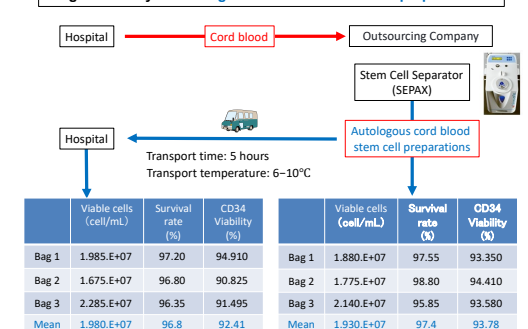 Hospital
Cord blood
Outsourcing Company
Stem Cell Separator
(SEPAX)
Hospital
Autologous cord blood
stem cell preparations
Transport time: 5 hours
Transport temperature: 6−10℃
Viable cells (cell/mL) Survival rate (%) CD34 Viability (%)
Bag 1 1.985.E+07 97.20 94.910
Bag 2 1.675.E+07 96.80 90.825
Bag 3 2.285.E+07 96.35 91.495
Mean 1.980.E+07 96.8 92.41
Viable cells (cell/mL) Survival rate (%) CD34 Viability (%)
Bag 1 1.880.E+07 97.55 93.350
Bag 2 1.775.E+07 98.80 94.410
Bag 3 2.140.E+07 95.85 93.580
Mean 1.930.E+07 97.4 93.78